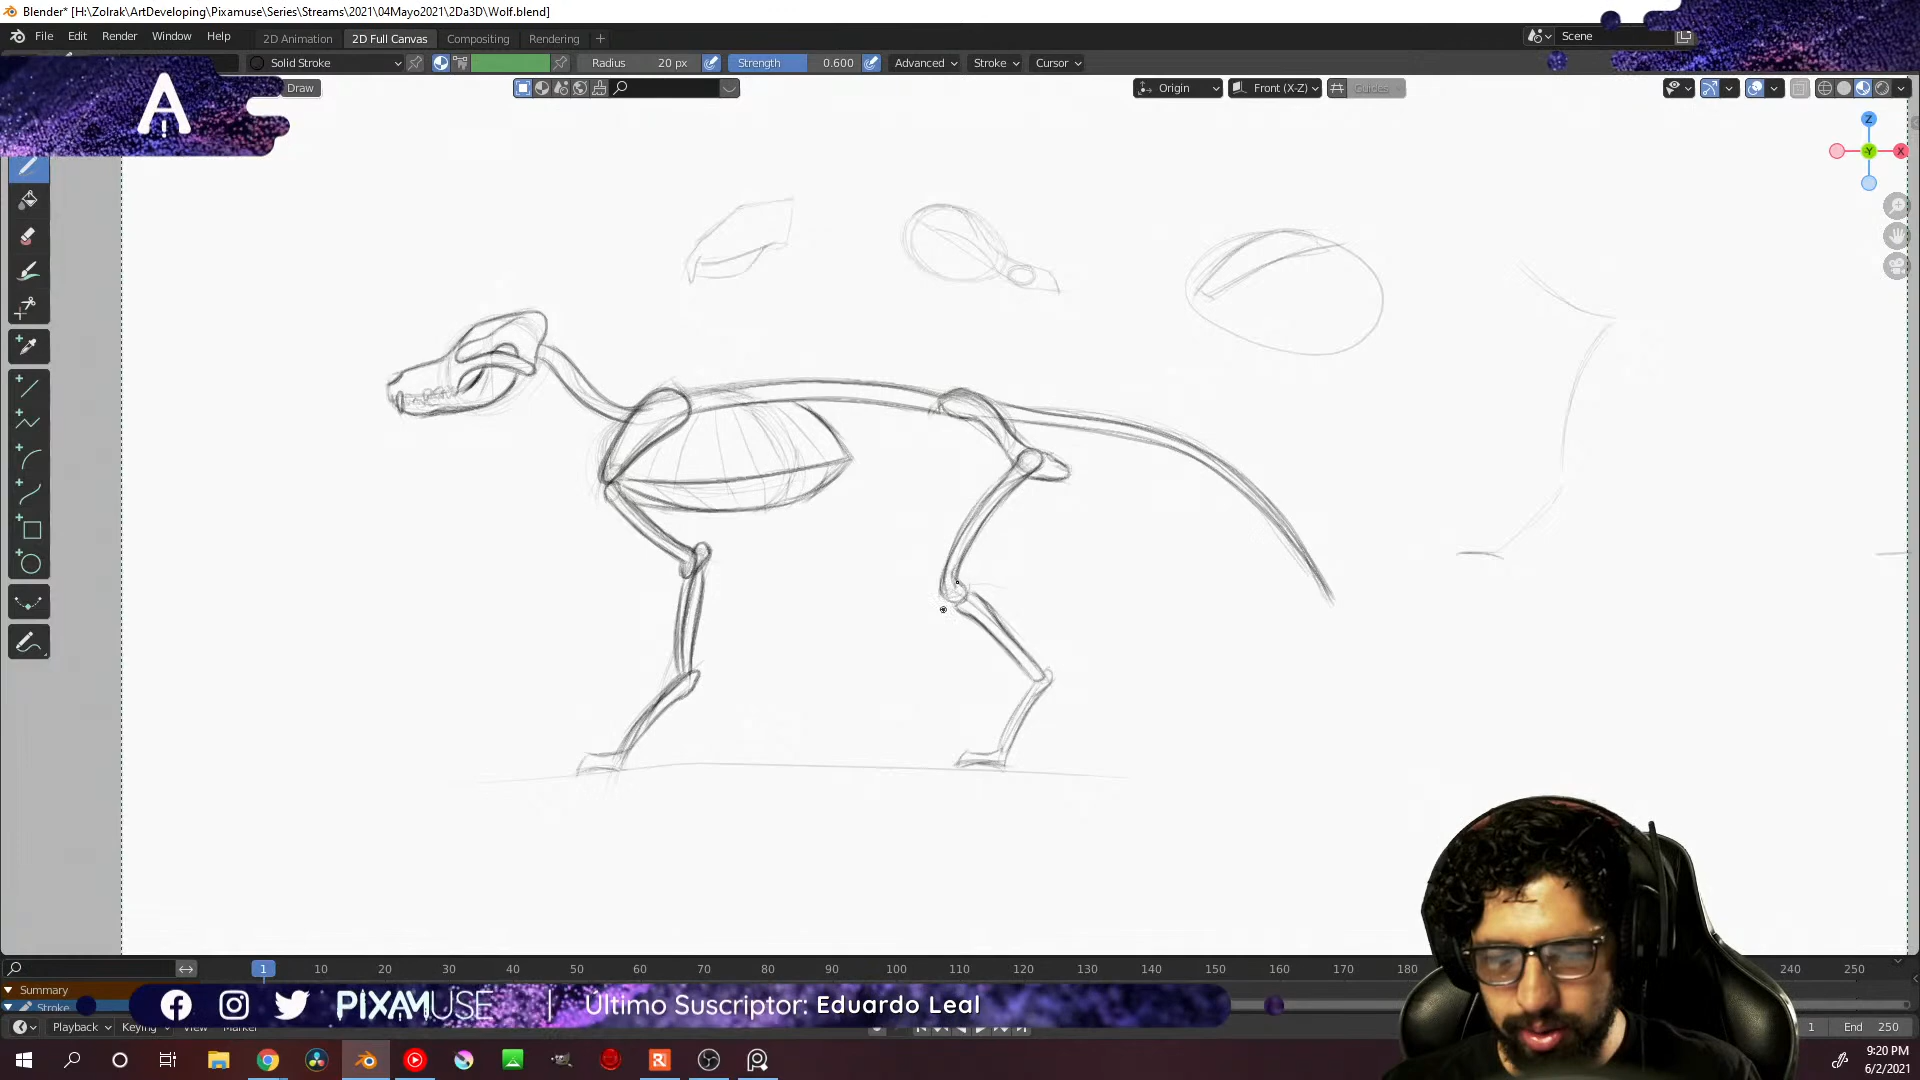 Blender* [H:\Zolrak\ArtDeveloping\Pixamuse\Series\Streams\2021\04Mayo2021\2Da3D\Wolf.blend]
File Edit Render Window Help 2D Animation 2D Full Canvas Compositing Rendering + Scene
Solid Stroke Radius 20 px Strength 0.600 Advanced Stroke Cursor
Draw Origin Front (X-Z) Guides
A
Z
-Y X
1 10 20 30 40 50 60 70 80 90 100 110 120 130 140 150 160 170 180 240 250
Summary
Stroke
PIXAMUSE Último Suscriptor: Eduardo Leal
Playback Keying View Marker 1 End 250
9:20 PM
6/2/2021